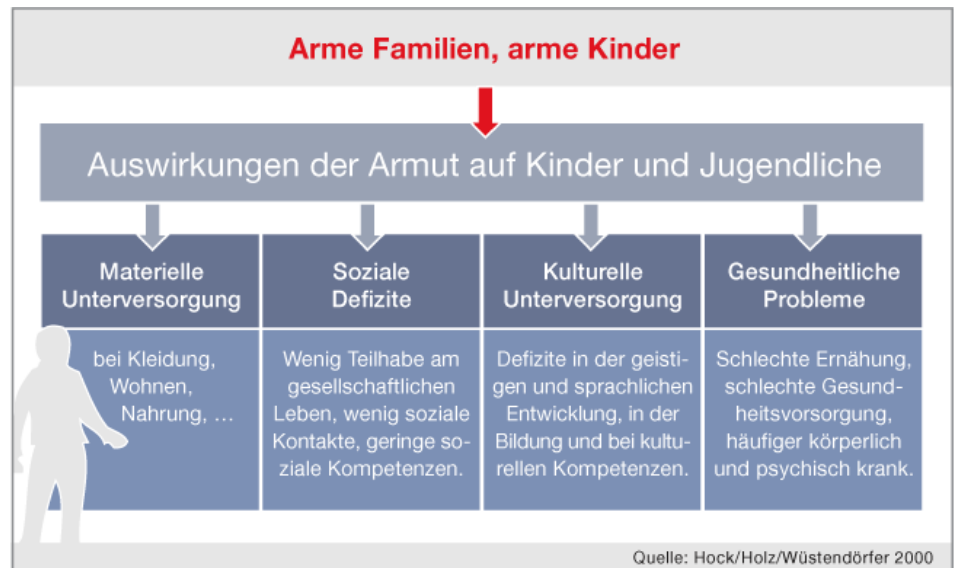 Arme Familien, arme Kinder
Auswirkungen der Armut auf Kinder und Jugendliche
Materielle
Unterversorgung
bei Kleidung,
Wohnen,
Nahrung, …
Soziale
Defizite
Wenig Teilhabe am
gesellschaftlichen
Leben, wenig soziale
Kontakte, geringe so-
ziale Kompetenzen.
Kulturelle
Unterversorgung
Defizite in der geisti-
gen und sprachlichen
Entwicklung, in der
Bildung und bei kultu-
rellen Kompetenzen.
Gesundheitliche
Probleme
Schlechte Ernährung,
schlechte Gesund-
heitsvorsorgung,
häufiger körperlich
und psychisch krank.
Quelle: Hock/Holz/Wüstendörfer 2000